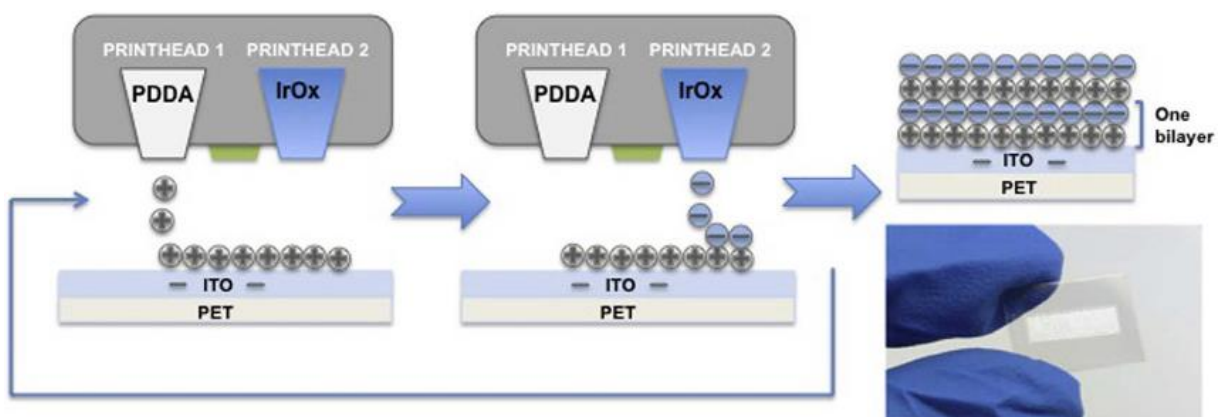 PRINTHEAD 1 PRINTHEAD 2
PDDA IrOx
ITO
PET
PRINTHEAD 1 PRINTHEAD 2
PDDA IrOx
ITO
PET
One
bilayer
ITO
PET